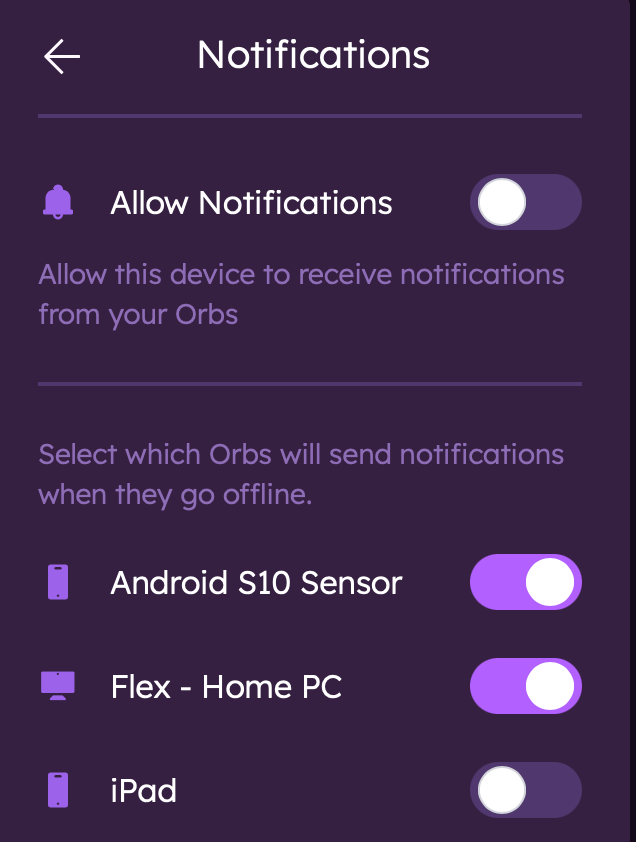 Notifications
Allow Notifications
Allow this device to receive notifications
from your Orbs
Select which Orbs will send notifications
when they go offline.
Android S10 Sensor
Flex - Home PC
iPad